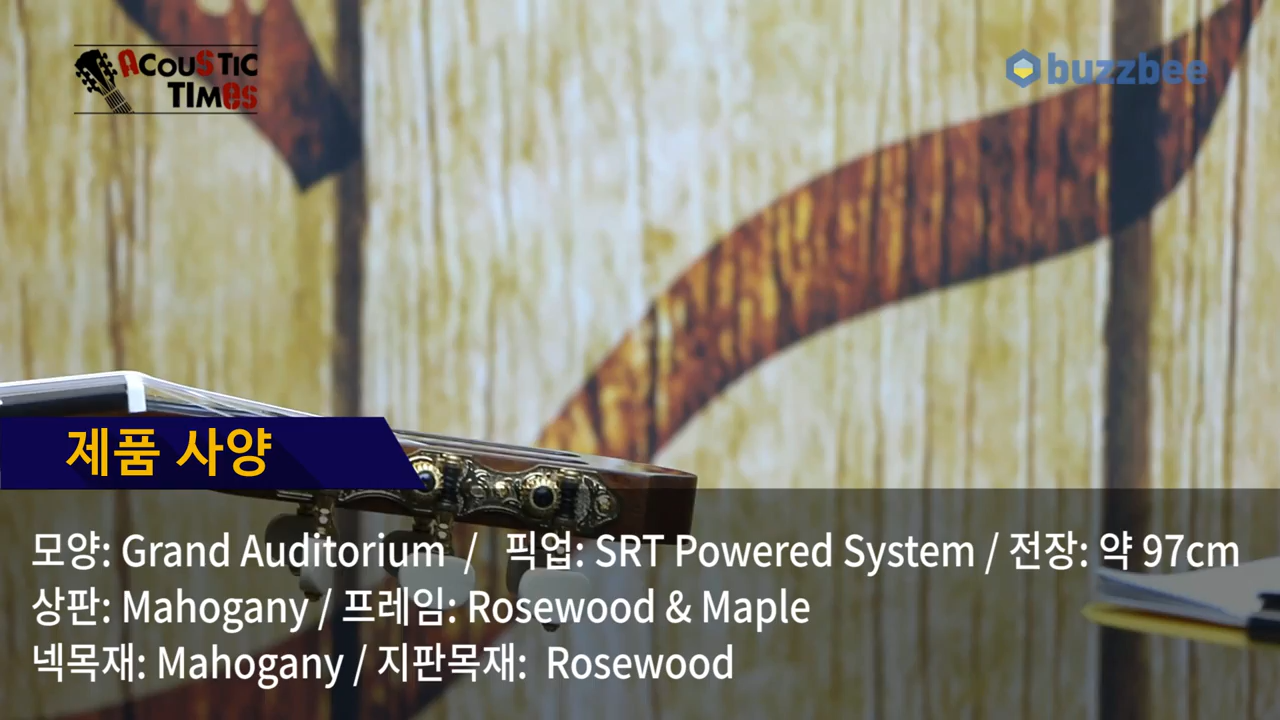 ACOUSTIC
TIMES
buzzbee
제품 사양
모양: Grand Auditorium / 픽업: SRT Powered System / 전장: 약 97cm
상판: Mahogany / 프레임: Rosewood & Maple
넥목재: Mahogany / 지판목재: Rosewood